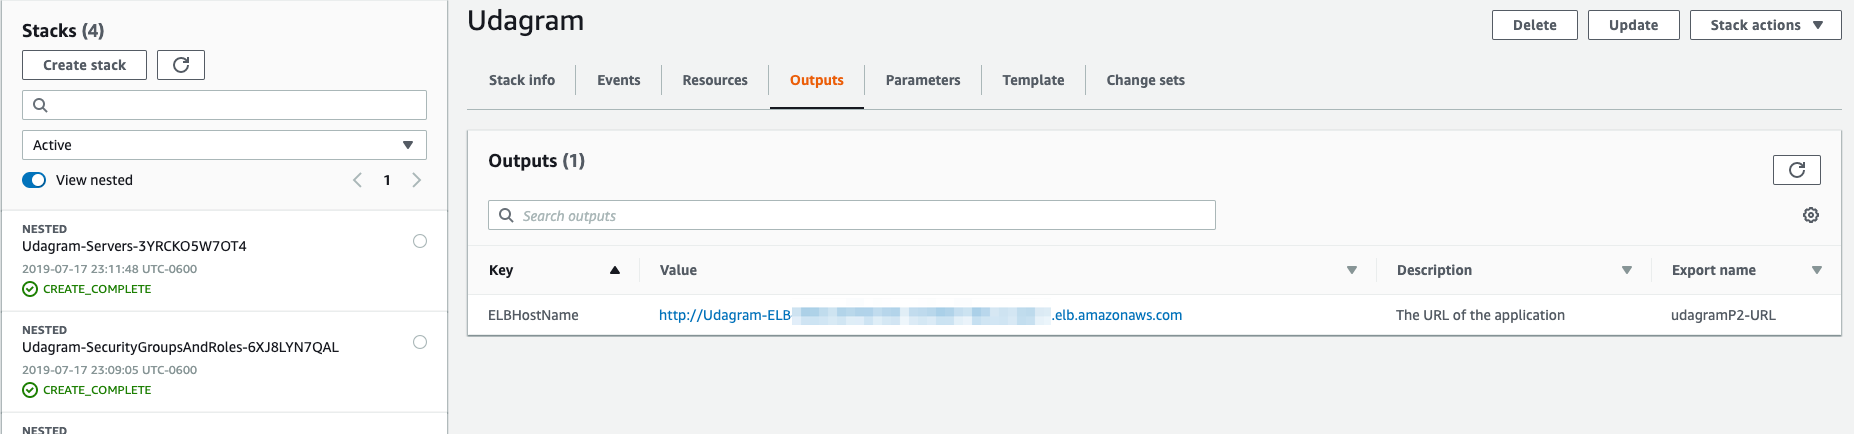 Stacks (4)
Create stack
Active
View nested
1
NESTED
Udagram-Servers-3YRCKO5W7OT4
2019-07-17 23:11:48 UTC-0600
CREATE_COMPLETE
NESTED
Udagram-SecurityGroupsAndRoles-6XJ8LYN7QAL
2019-07-17 23:09:05 UTC-0600
CREATE_COMPLETE
NESTED
Udagram
Delete Update Stack actions
Stack info Events Resources Outputs Parameters Template Change sets
Outputs (1)
Search outputs
Key Value Description Export name
ELBHostName http://Udagram-ELB .elb.amazonaws.com The URL of the application udagramP2-URL